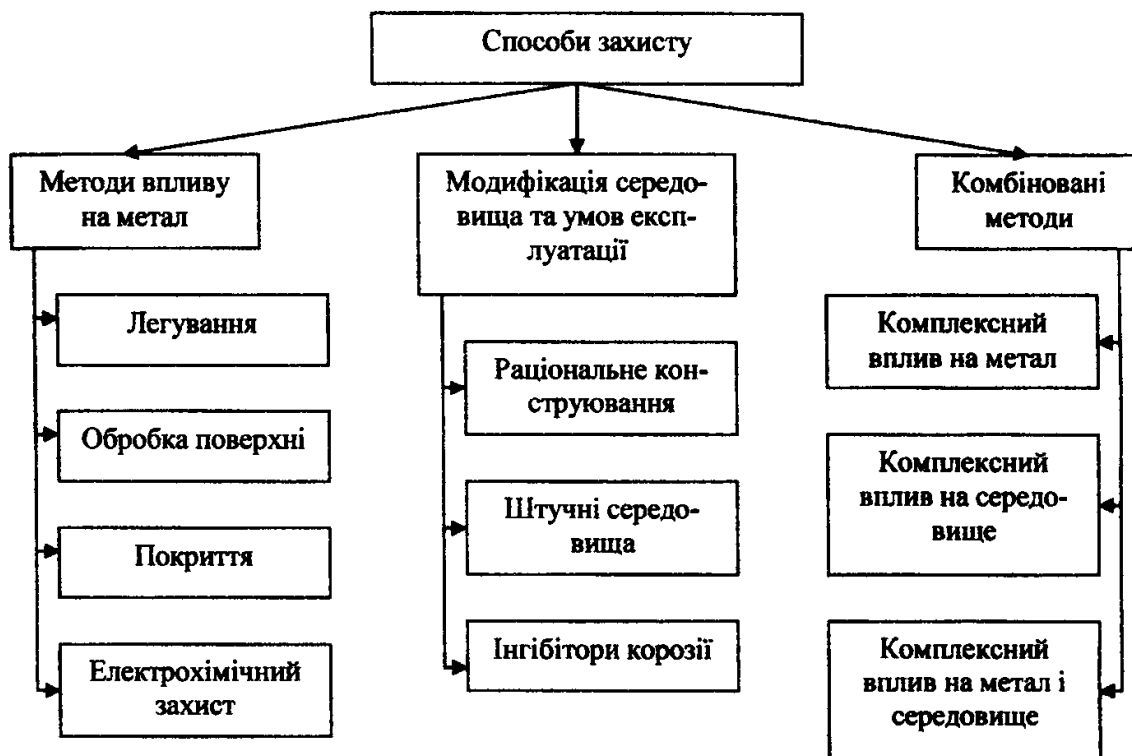 Способи захисту
Методи впливу
на метал
Модифікація середо-
вища та умов експ-
луатації
Комбіновані
методи
Легування
Обробка поверхні
Покриття
Електрохімічний
захист
Раціональне кон-
струювання
Штучні середо-
вища
Інгібітори корозії
Комплексний
вплив на метал
Комплексний
вплив на середо-
вище
Комплексний
вплив на метал і
середовище